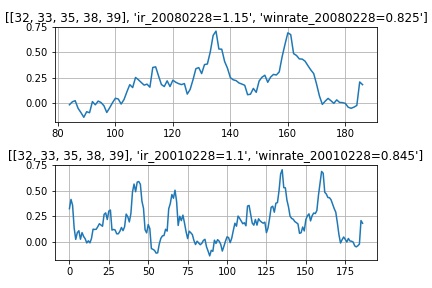 [[32, 33, 35, 38, 39], 'ir_20080228=1.15', 'winrate_20080228=0.825']
0.75
0.50
0.25
0.00
80 100 120 140 160 180
[[32, 33, 35, 38, 39], 'ir_20010228=1.1', 'winrate_20010228=0.845']
0.75
0.50
0.25
0.00
0 25 50 75 100 125 150 175